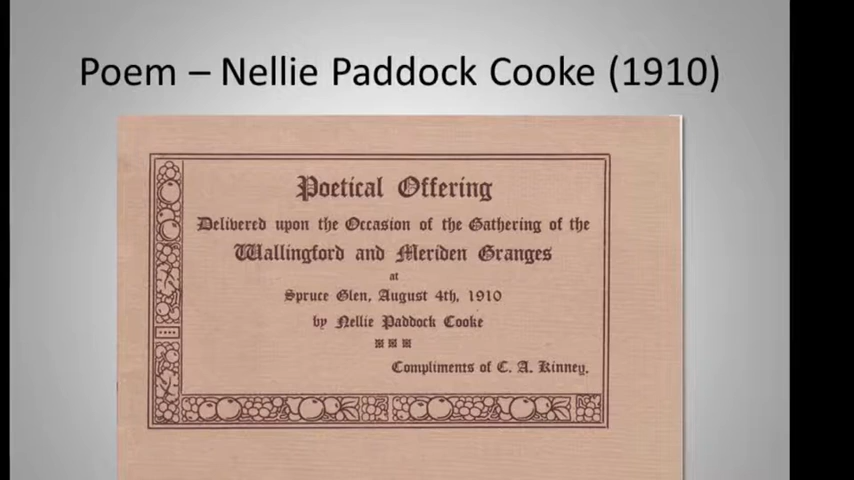 Poem – Nellie Paddock Cooke (1910)
Poetical Offering
Delivered upon the Occasion of the Gathering of the
Wallingford and Meriden Granges
at
Spruce Glen, August 4th, 1910
by Nellie Paddock Cooke
Compliments of C. A. Kinney.